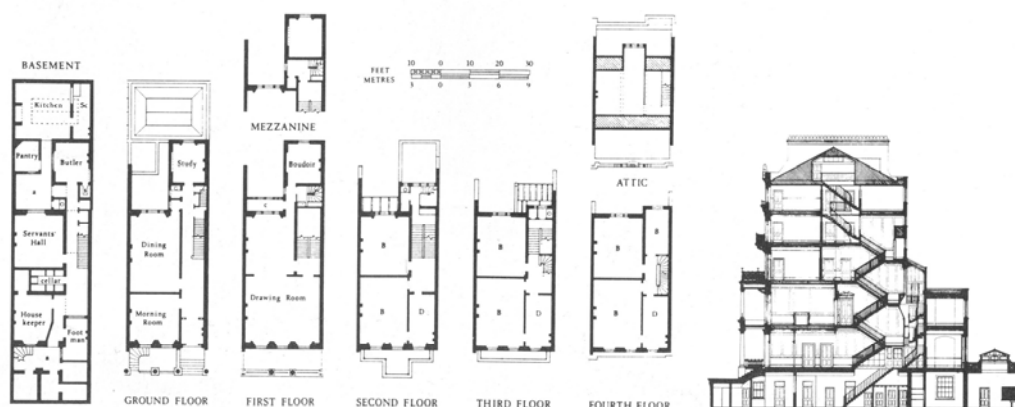 BASEMENT
Kitchen
Sc
Pantry
Butler
A
Servants' Hall
cellar
House keeper
Foot man
Study
Dining Room
Morning Room
GROUND FLOOR
MEZZANINE
Boudoir
C
Drawing Room
FIRST FLOOR
FEET
METRES
10 0 10 20 30
3 0 3 6 9
B
B
D
SECOND FLOOR
B
B
D
THIRD FLOOR
ATTIC
B
B
B
D
FOURTH FLOOR